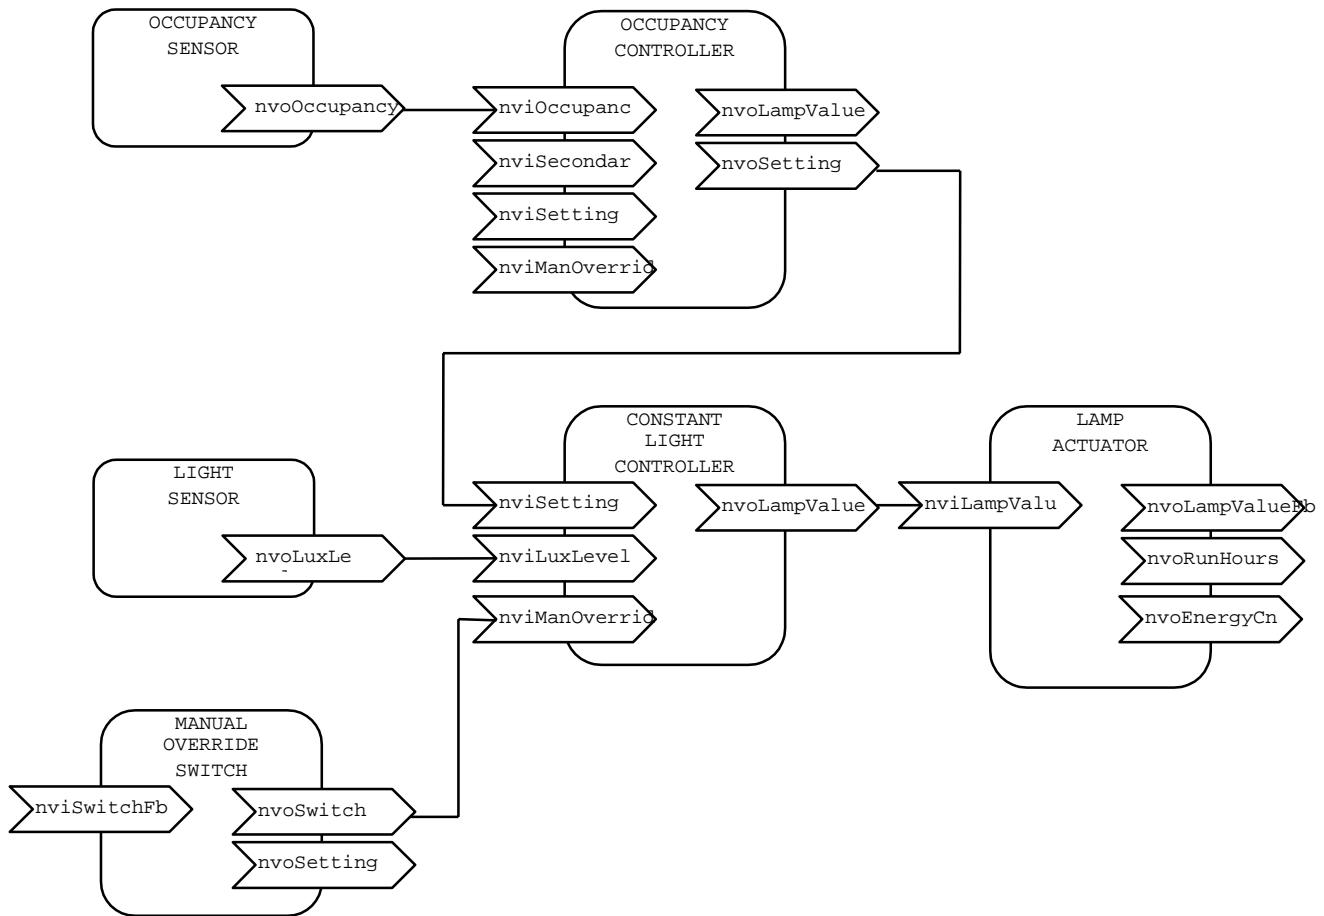 OCCUPANCY
SENSOR
nvoOccupancy
OCCUPANCY
CONTROLLER
nviOccupanc
nviSecondar
nviSetting
nviManOverrid
nvoLampValue
nvoSetting
LIGHT
SENSOR
nvoLuxLe
CONSTANT
LIGHT
CONTROLLER
nviSetting
nviLuxLevel
nviManOverrid
nvoLampValue
LAMP
ACTUATOR
nviLampValu
nvoLampValueFb
nvoRunHours
nvoEnergyCn
MANUAL
OVERRIDE
SWITCH
nviSwitchFb
nvoSwitch
nvoSetting